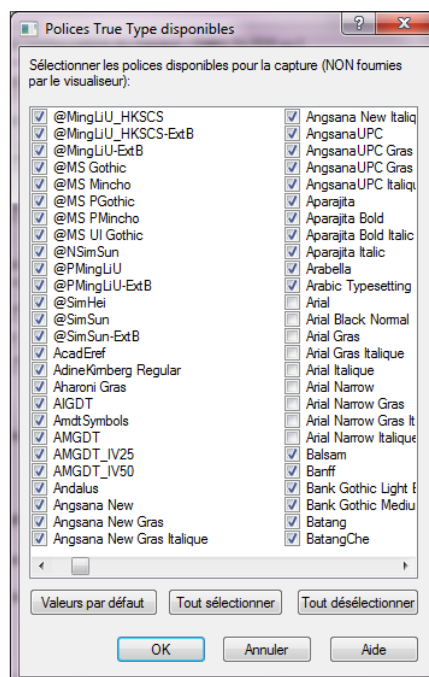 Polices True Type disponibles
Sélectionner les polices disponibles pour la capture (NON fournies
par le visualiseur):
@MingLiU_HKSCS
@MingLiU_HKSCS-ExtB
@MingLiU-ExtB
@MS Gothic
@MS Mincho
@MS PGothic
@MS PMincho
@MS UI Gothic
@NSimSun
@PMingLiU
@PMingLiU-ExtB
@SimHei
@SimSun
@SimSun-ExtB
AcadEref
AdineKirnberg Regular
Aharoni Gras
AIGDT
AmdtSymbols
AMGDT
AMGDT_IV25
AMGDT_IV50
Andalus
Angsana New
Angsana New Gras
Angsana New Gras Italique
Angsana New Italiq
AngsanaUPC
AngsanaUPC Gras
AngsanaUPC Gras
AngsanaUPC Italiqu
Aparajita
Aparajita Bold
Aparajita Bold Italic
Aparajita Italic
Arabella
Arabic Typesetting
Arial
Arial Black Normal
Arial Gras
Arial Gras Italique
Arial Italique
Arial Narrow
Arial Narrow Gras
Arial Narrow Gras It
Arial Narrow Italique
Balsam
Banff
Bank Gothic Light B
Bank Gothic Mediu
Batang
BatangChe
Valeurs par défaut
Tout sélectionner
Tout désélectionner
OK
Annuler
Aide